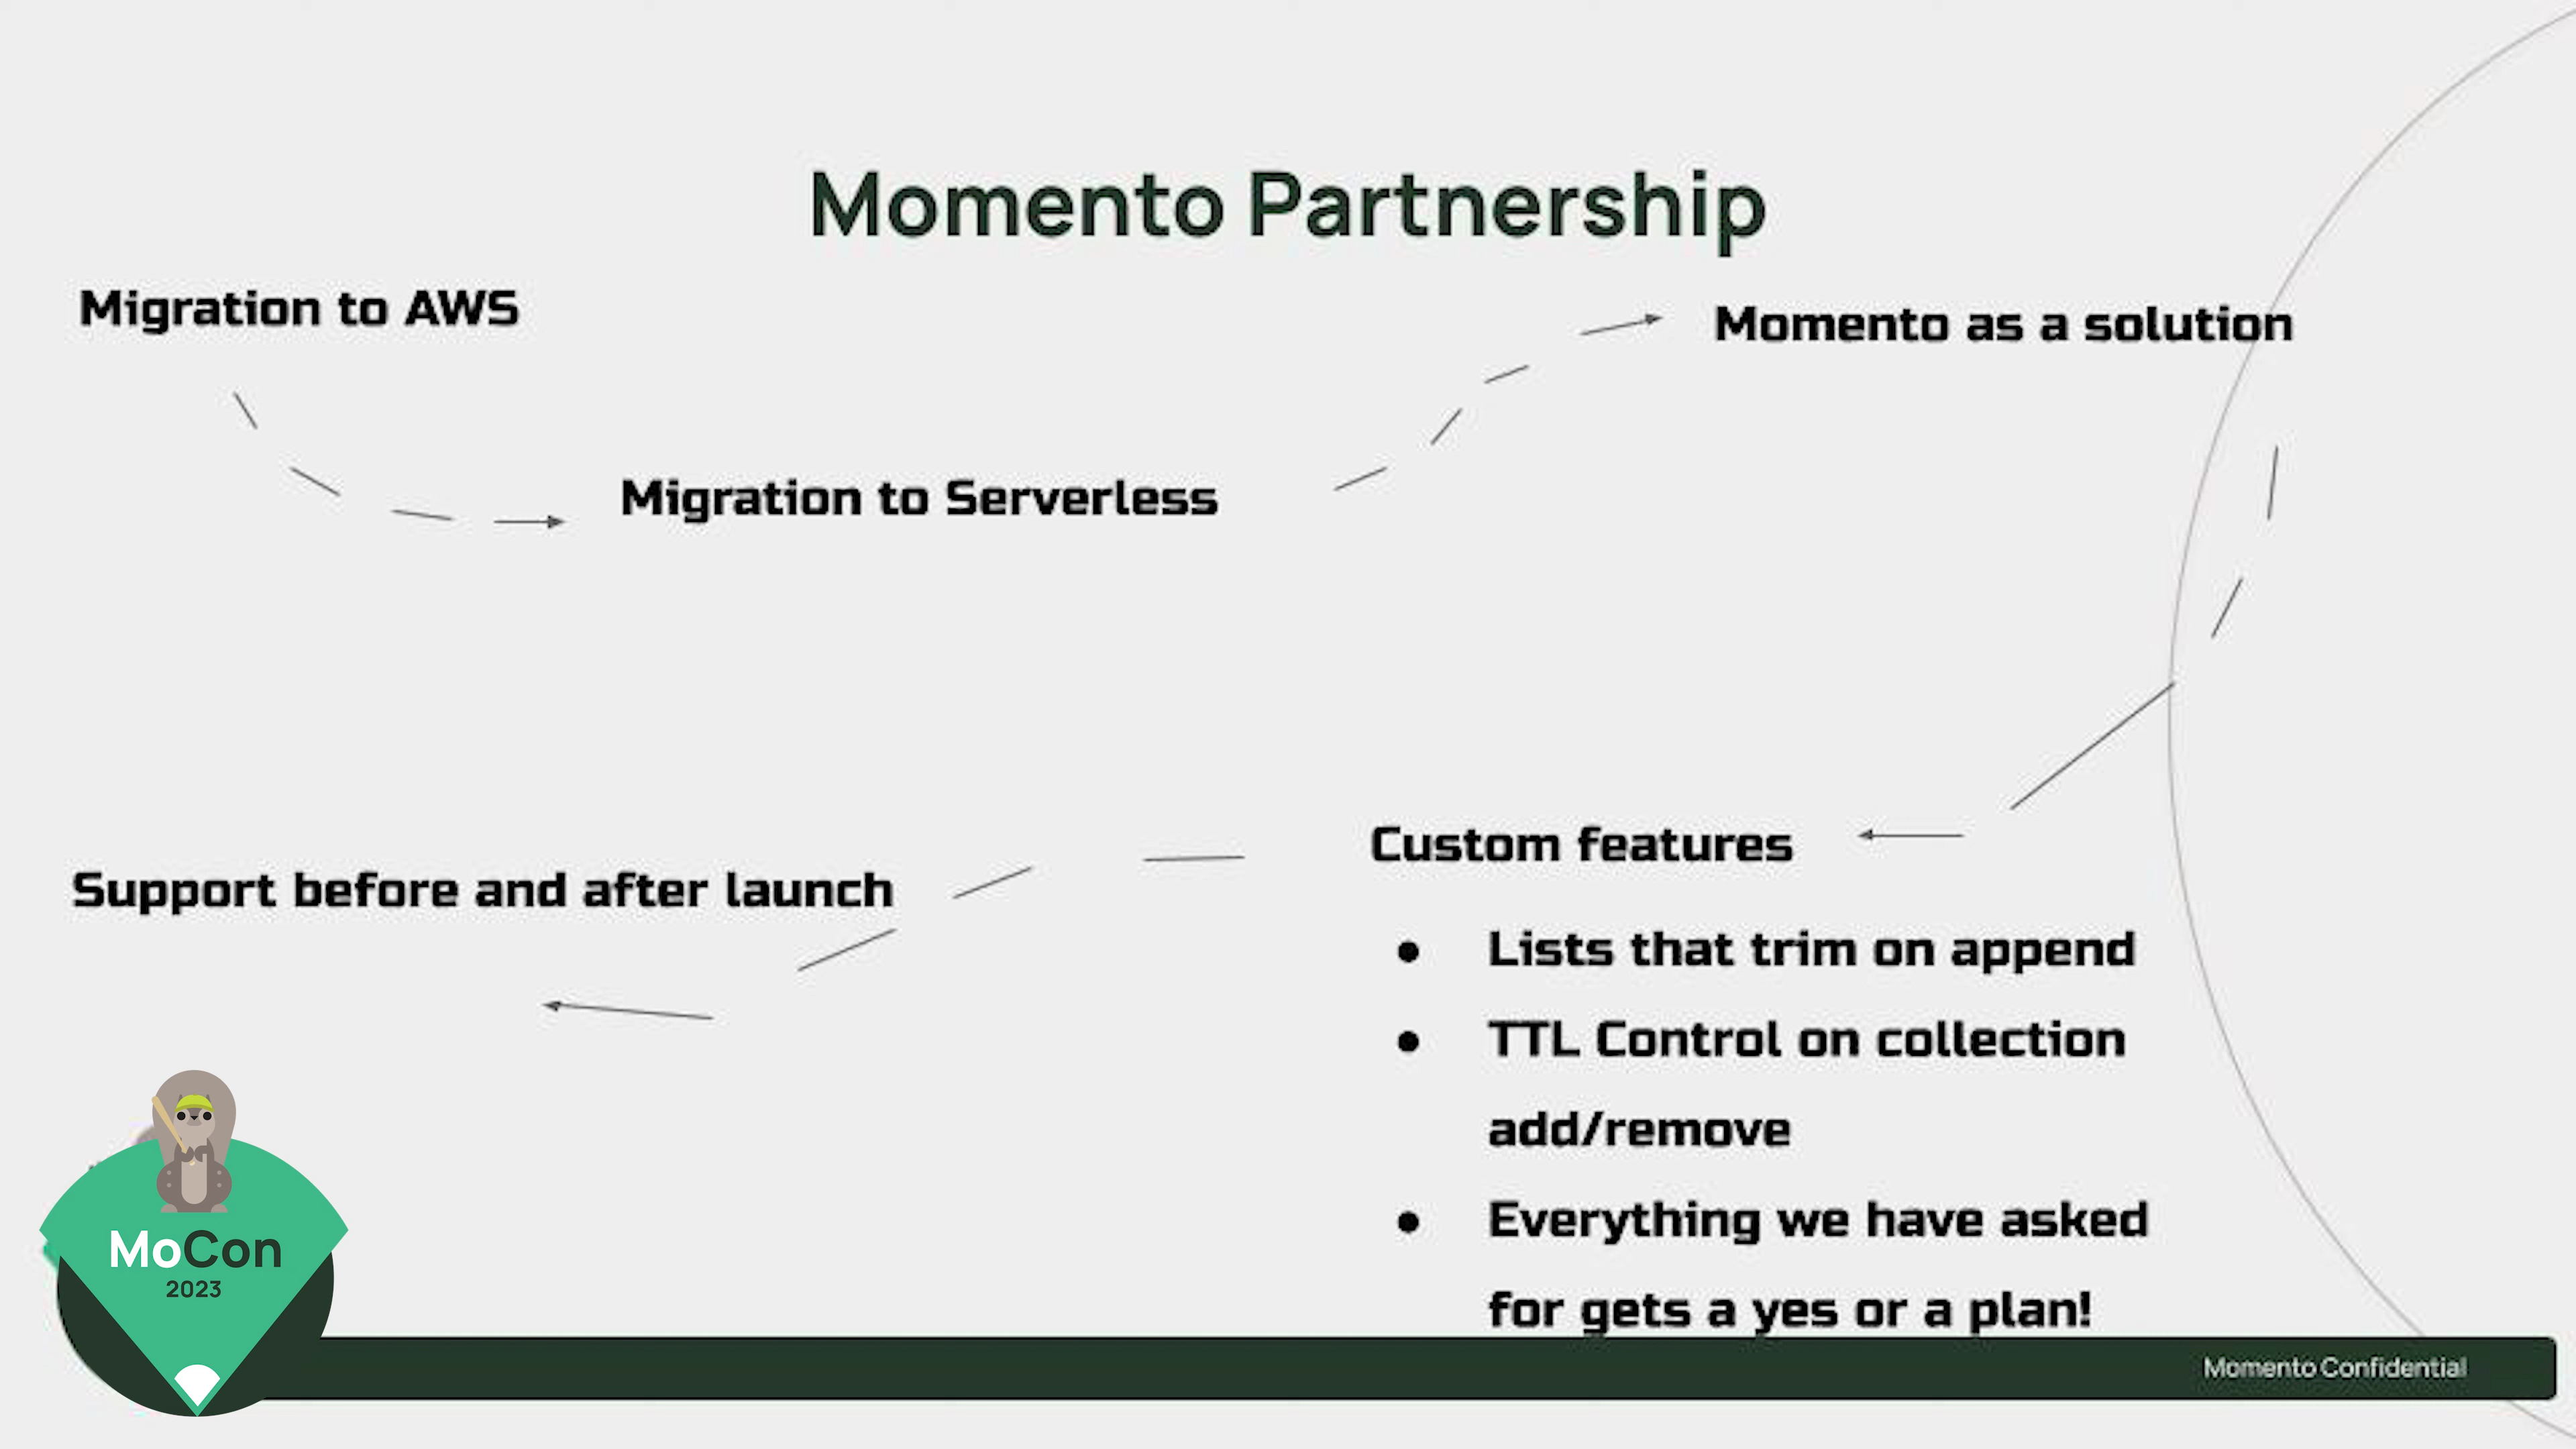 Momento Partnership
Migration to AWS
Momento as a solution
Migration to Serverless
Custom features
Support before and after launch
● Lists that trim on append
● TTL Control on collection
add/remove
● Everything we have asked
for gets a yes or a plan!
MoCon
2023
Momento Confidential